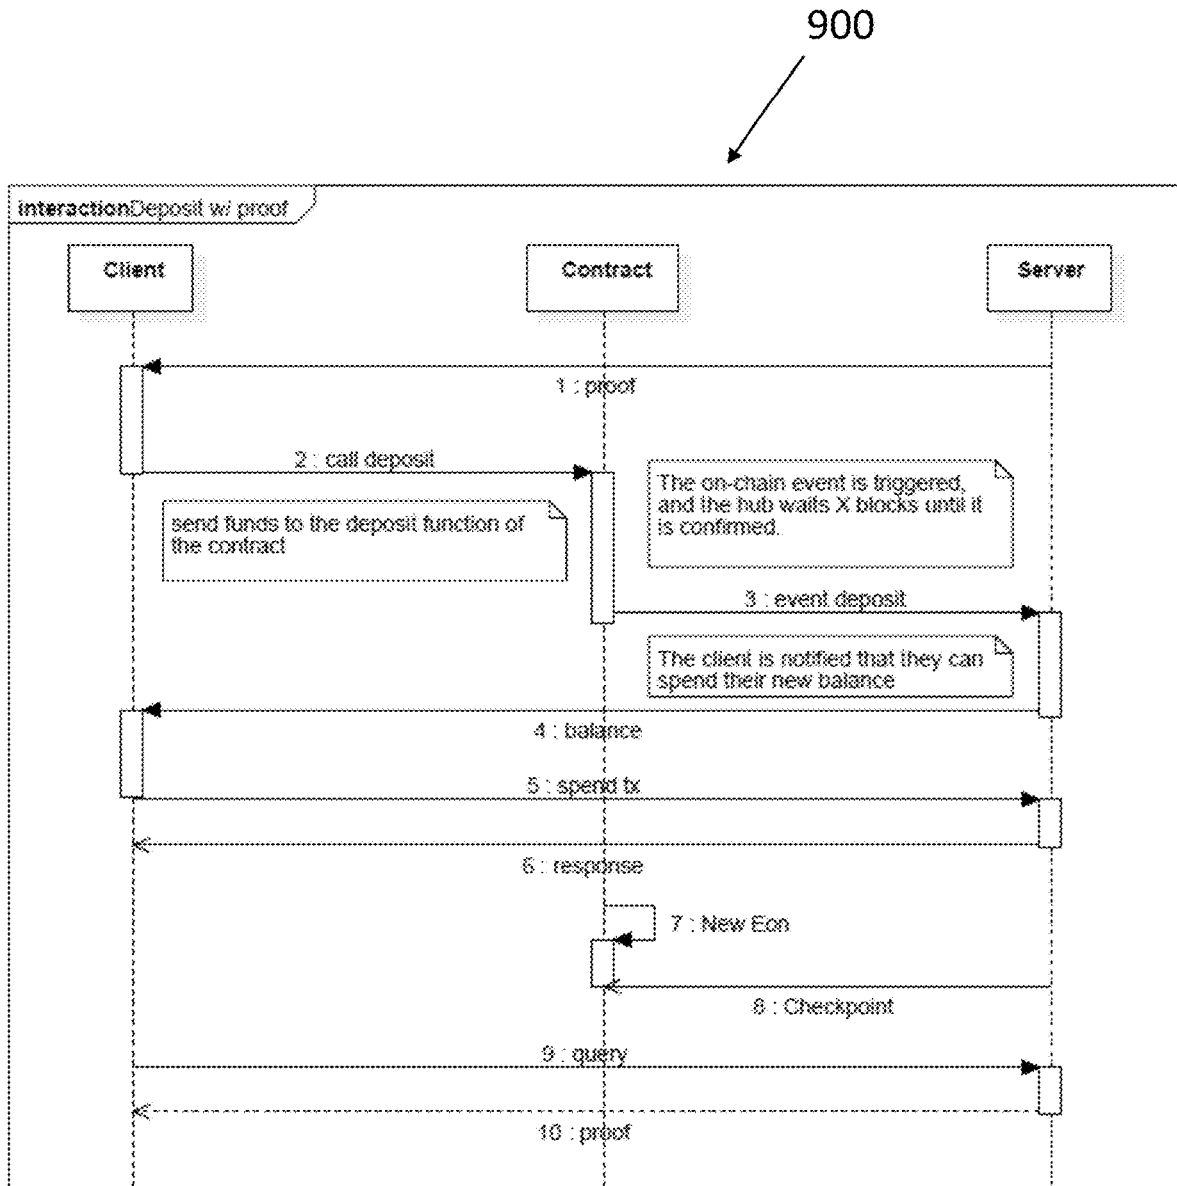 900
interactionDeposit w/ proof
Client
Contract
Server
1 : proof
2 : call deposit
The on-chain event is triggered,
and the hub waits X blocks until it
is confirmed.
send funds to the deposit function of
the contract
3 : event deposit
The client is notified that they can
spend their new balance
4 : balance
5 : spend tx
6 : response
7 : New Eon
8 : Checkpoint
9 : query
10 : proof